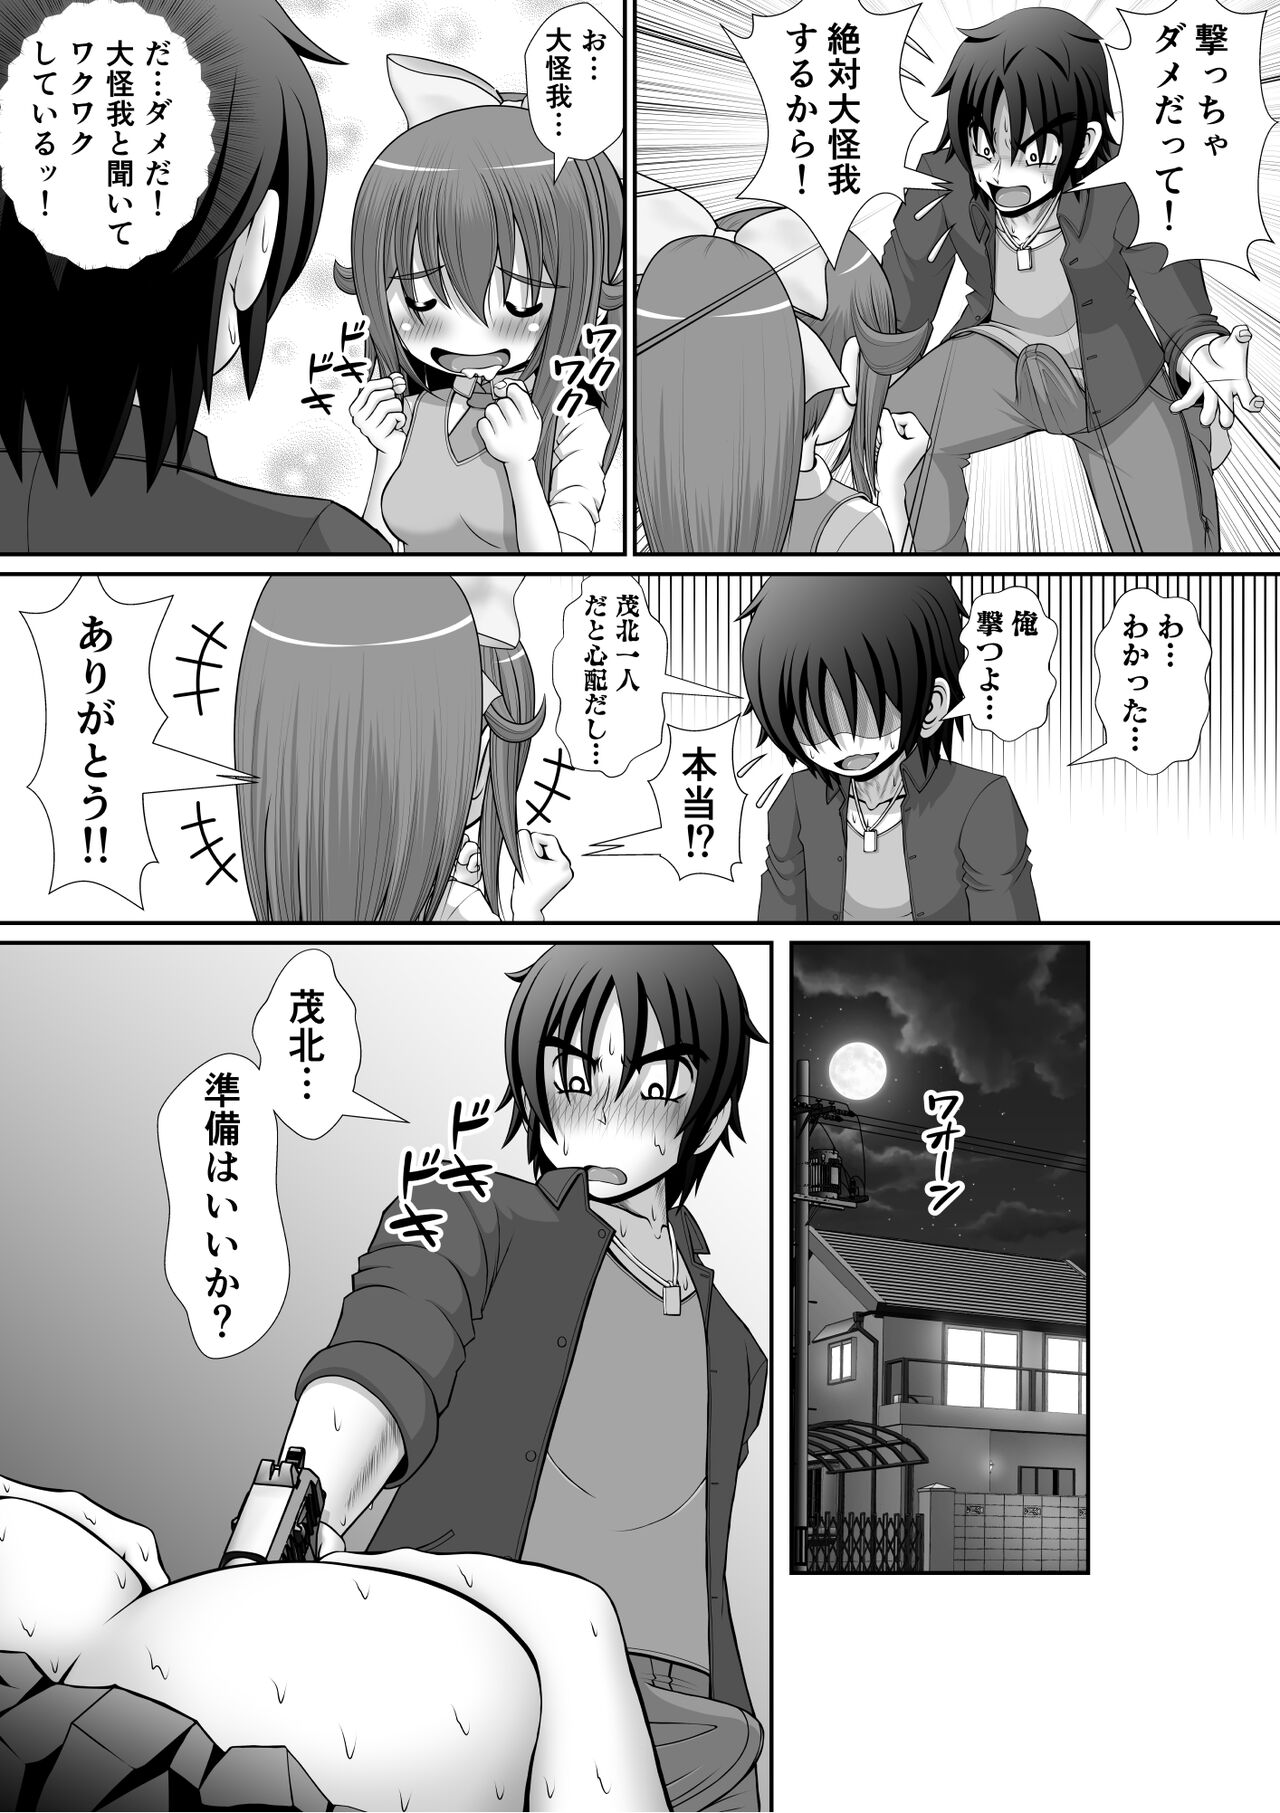 撃っちゃ
ダメだって！
絶対大怪我
するから！
お…
大怪我…
ワク
ワク
ドキ
ドキ
だ…ダメだ！
大怪我と聞いて
ワクワク
しているッ！
わ…
わかった…
俺
撃つよ…
茂北一人
だと心配だし…
本当!?
ありがとう!!
ワオーン
茂北…
準備はいいか？
ドキ
ドキ